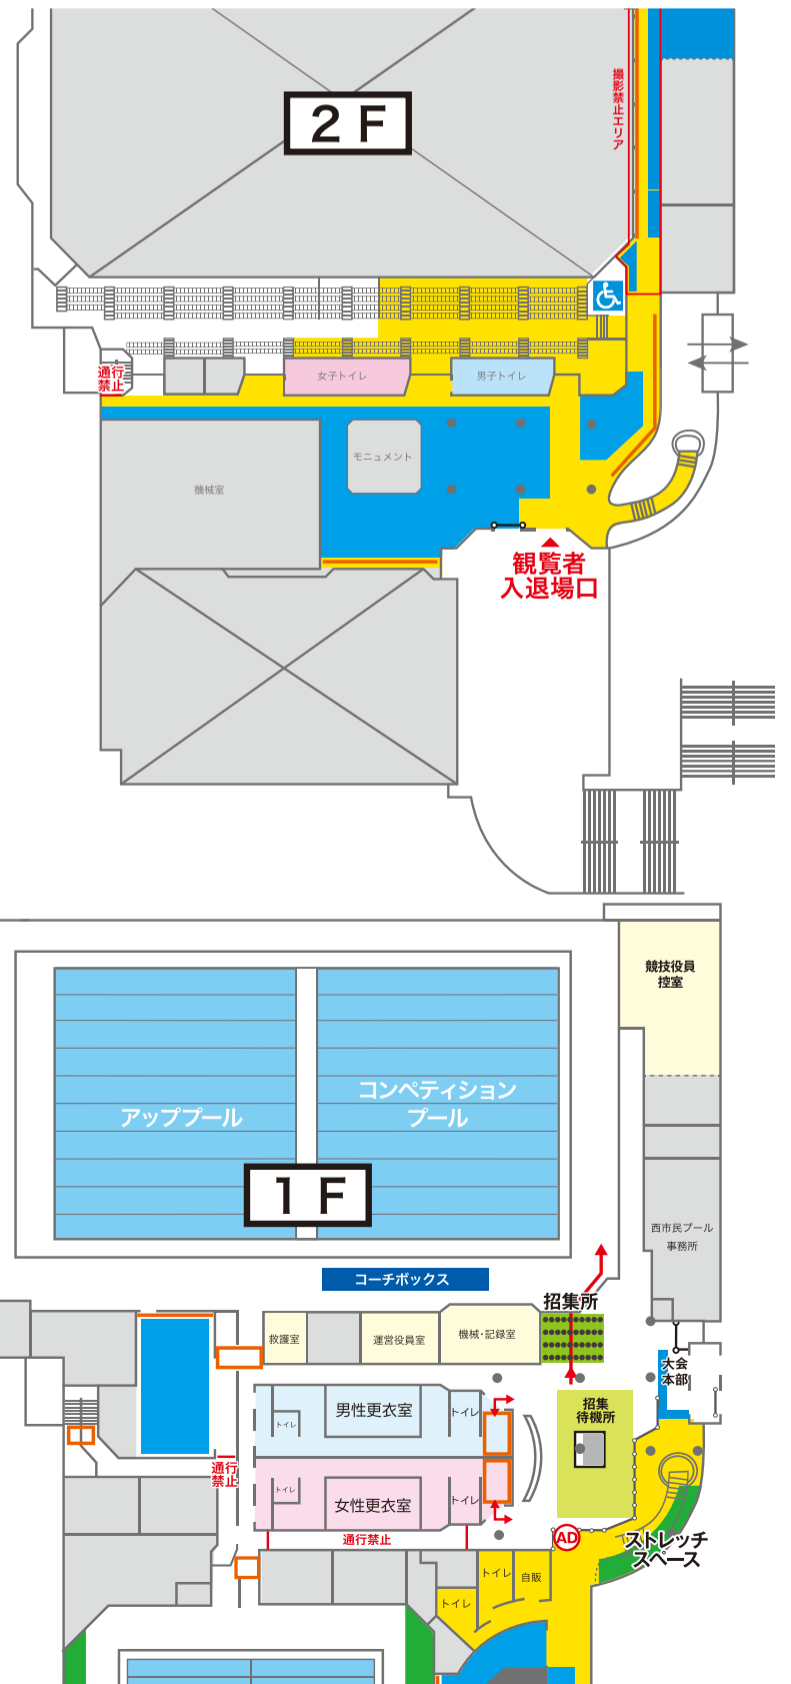 2F
撮影禁止エリア
通行
禁止
女子トイレ
男子トイレ
モニュメント
機械室
観覧者
入退場口
競技役員
控室
アッププール
コンペティション
プール
1F
西市民プール
事務所
コーチボックス
招集所
救護室
運営役員室
機械・記録室
大会
本部
男性更衣室
トイレ
トイレ
招集
待機所
通行
禁止
女性更衣室
トイレ
トイレ
通行禁止
AD
ストレッチ
スペース
トイレ
自販
トイレ